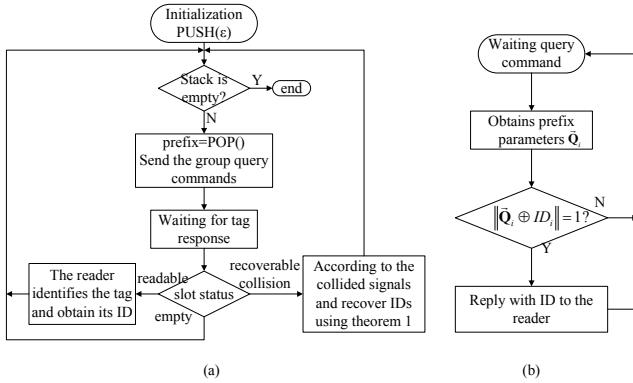 Initialization
PUSH(ε)
Stack is
empty?
Y
end
N
prefix=POP()
Send the group query
commands
Waiting for tag
response
slot status
readable
The reader
identifies the tag
and obtain its ID
empty
recoverable
collision
According to the
collided signals
and recover IDs
using theorem 1
(a)
Waiting query
command
Obtains prefix
parameters Q⃗ᵢ
‖Q⃗ᵢ ⊕ IDᵢ‖ = 1?
N
Y
Reply with ID to the
reader
(b)